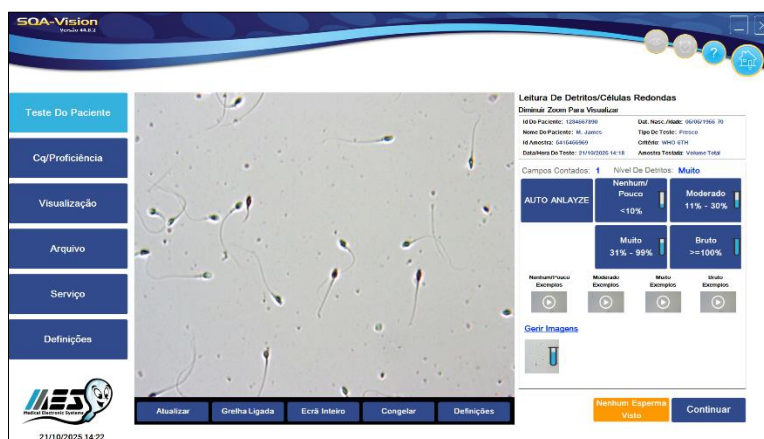 SQA-Vision
Versão 44.0.2
?
Teste Do Paciente
Cq/Proficiência
Visualização
Arquivo
Serviço
Definições
MES
Medical Electronic Systems
21/10/2025 14:22
Atualizar
Grelha Ligada
Ecrã Inteiro
Congelar
Definições
Leitura De Detritos/Células Redondas
Diminuir Zoom Para Visualizar
Id Do Paciente: 1234567890 Dat. Nasc./Idade: 06/06/1955 70
Nome Do Paciente: M. James Tipo De Teste: Fresco
Id Amostra: 6415460969 Critério: WHO 6TH
Data/Hora Do Teste: 21/10/2025 14:18 Amostra Testada: Volume Total
Campos Contados: 1 Nível De Detritos: Muito
AUTO ANLAYZE
Nenhum/
Pouco
<10%
Moderado
11% - 30%
Muito
31% - 99%
Bruto
>=100%
Nenhum/Pouco
Exemplos
Moderado
Exemplos
Muito
Exemplos
Bruto
Exemplos
Gerir Imagens
Nenhum Esperma
Visto
Continuar